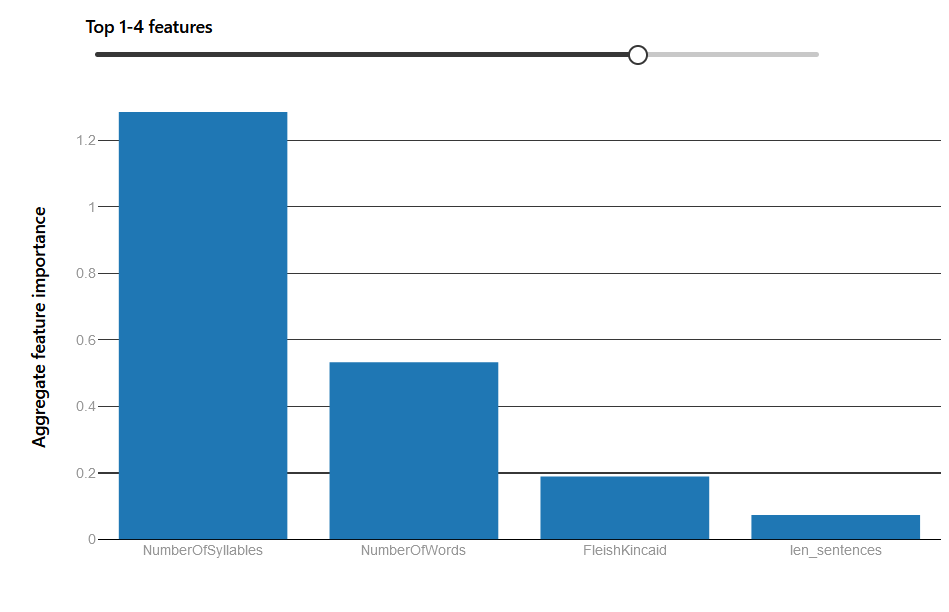 Top 1-4 features
Aggregate feature importance
1.2
1
0.8
0.6
0.4
0.2
0
NumberOfSyllables
NumberOfWords
FleishKincaid
len_sentences